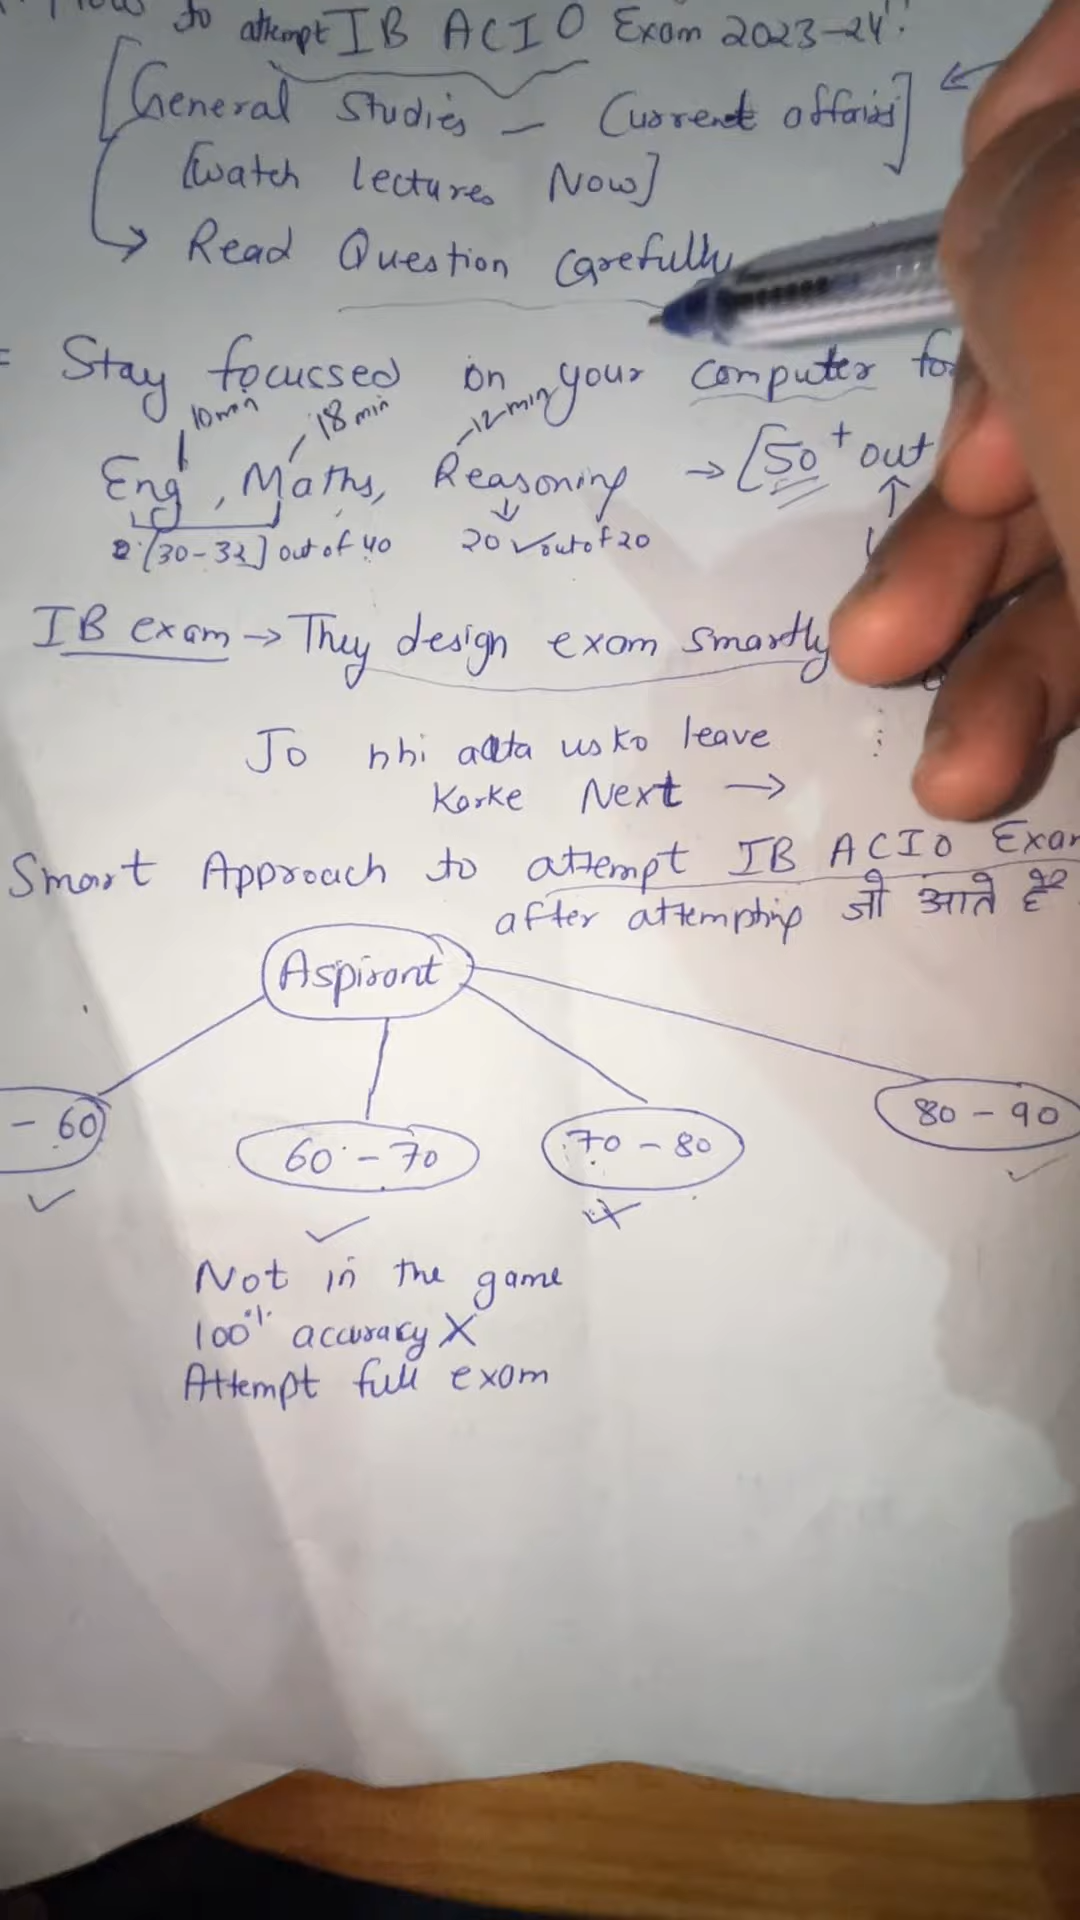 to attempt IB ACIO Exam 2023-24".
[General Studies - Current affairs]
[Watch lectures Now]
→ Read Question Carefully
Stay focussed on your computer for
10 min 18 min -12 min
Eng, Maths, Reasoning → [50+ out
[30-32] out of 40 20 ✓ out of 20
IB exam → They design exam smartly
Jo nhi aata usko leave
Karke Next →
Smart Approach to attempt IB ACIO Exam
after attempting जो आते हैं
Aspirant
- 60 60 - 70 70 - 80 80 - 90
Not in the game
100% accuracy X
Attempt full exam